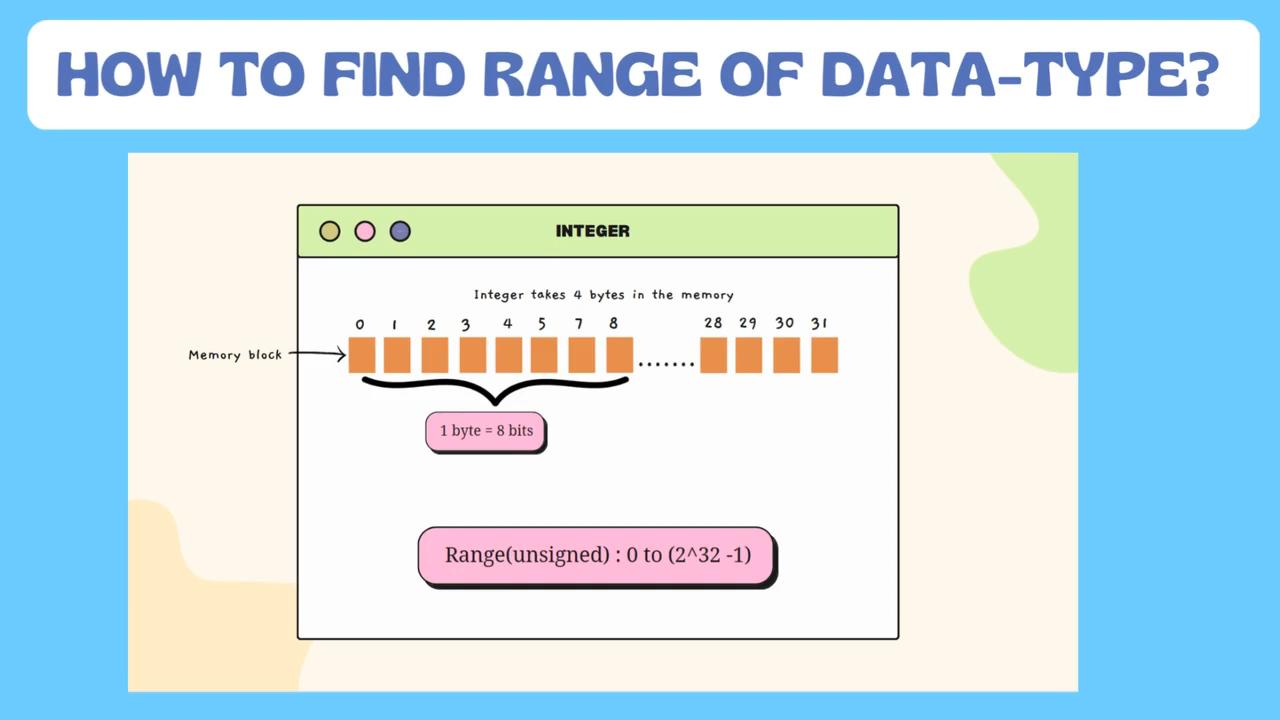 HOW TO FIND RANGE OF DATA-TYPE?
INTEGER
Integer takes 4 bytes in the memory
0 1 2 3 4 5 7 8 28 29 30 31
Memory block
.......
1 byte = 8 bits
Range(unsigned) : 0 to (2^32 -1)